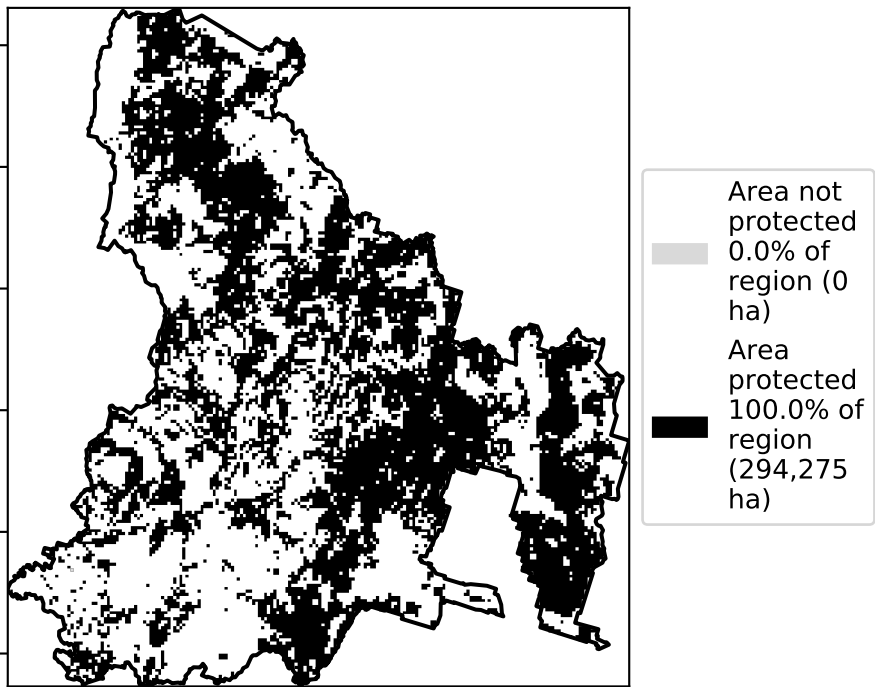 Area not
protected
0.0% of
region (0
ha)
Area
protected
100.0% of
region
(294,275
ha)